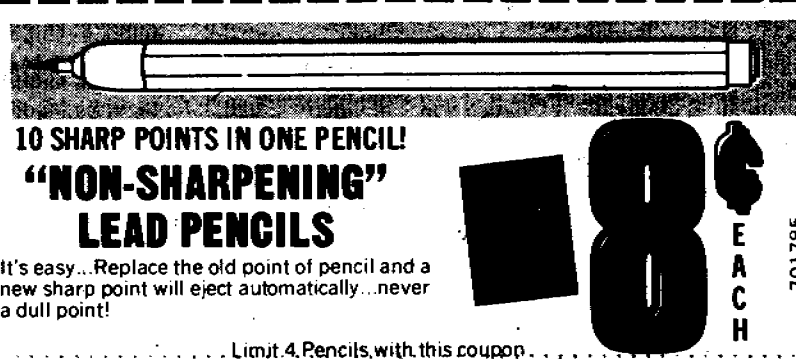 10 SHARP POINTS IN ONE PENCIL!
“NON-SHARPENING”
LEAD PENCILS
It's easy...Replace the old point of pencil and a
new sharp point will eject automatically...never
a dull point!
8¢
EACH
701795
Limit 4 Pencils with this coupon